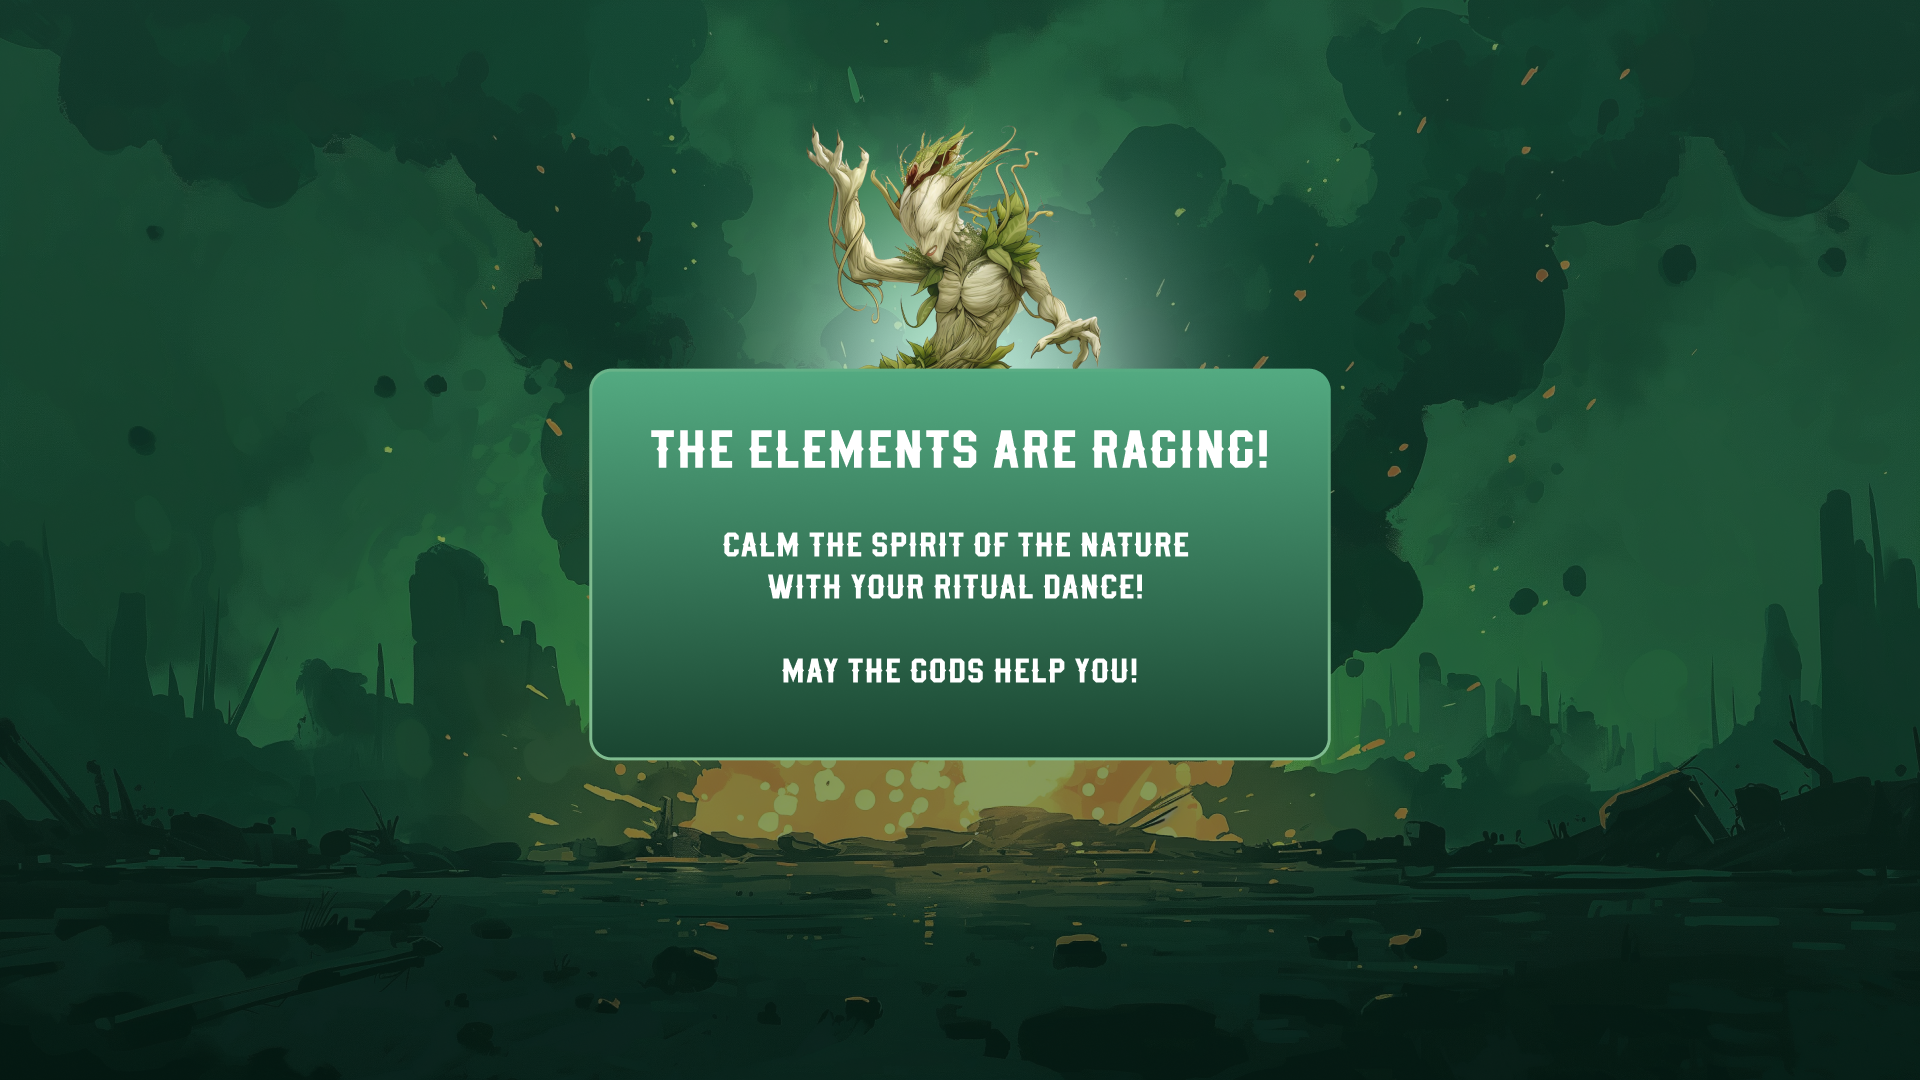 THE ELEMENTS ARE RAGING!
CALM THE SPIRIT OF THE NATURE
WITH YOUR RITUAL DANCE!
MAY THE GODS HELP YOU!